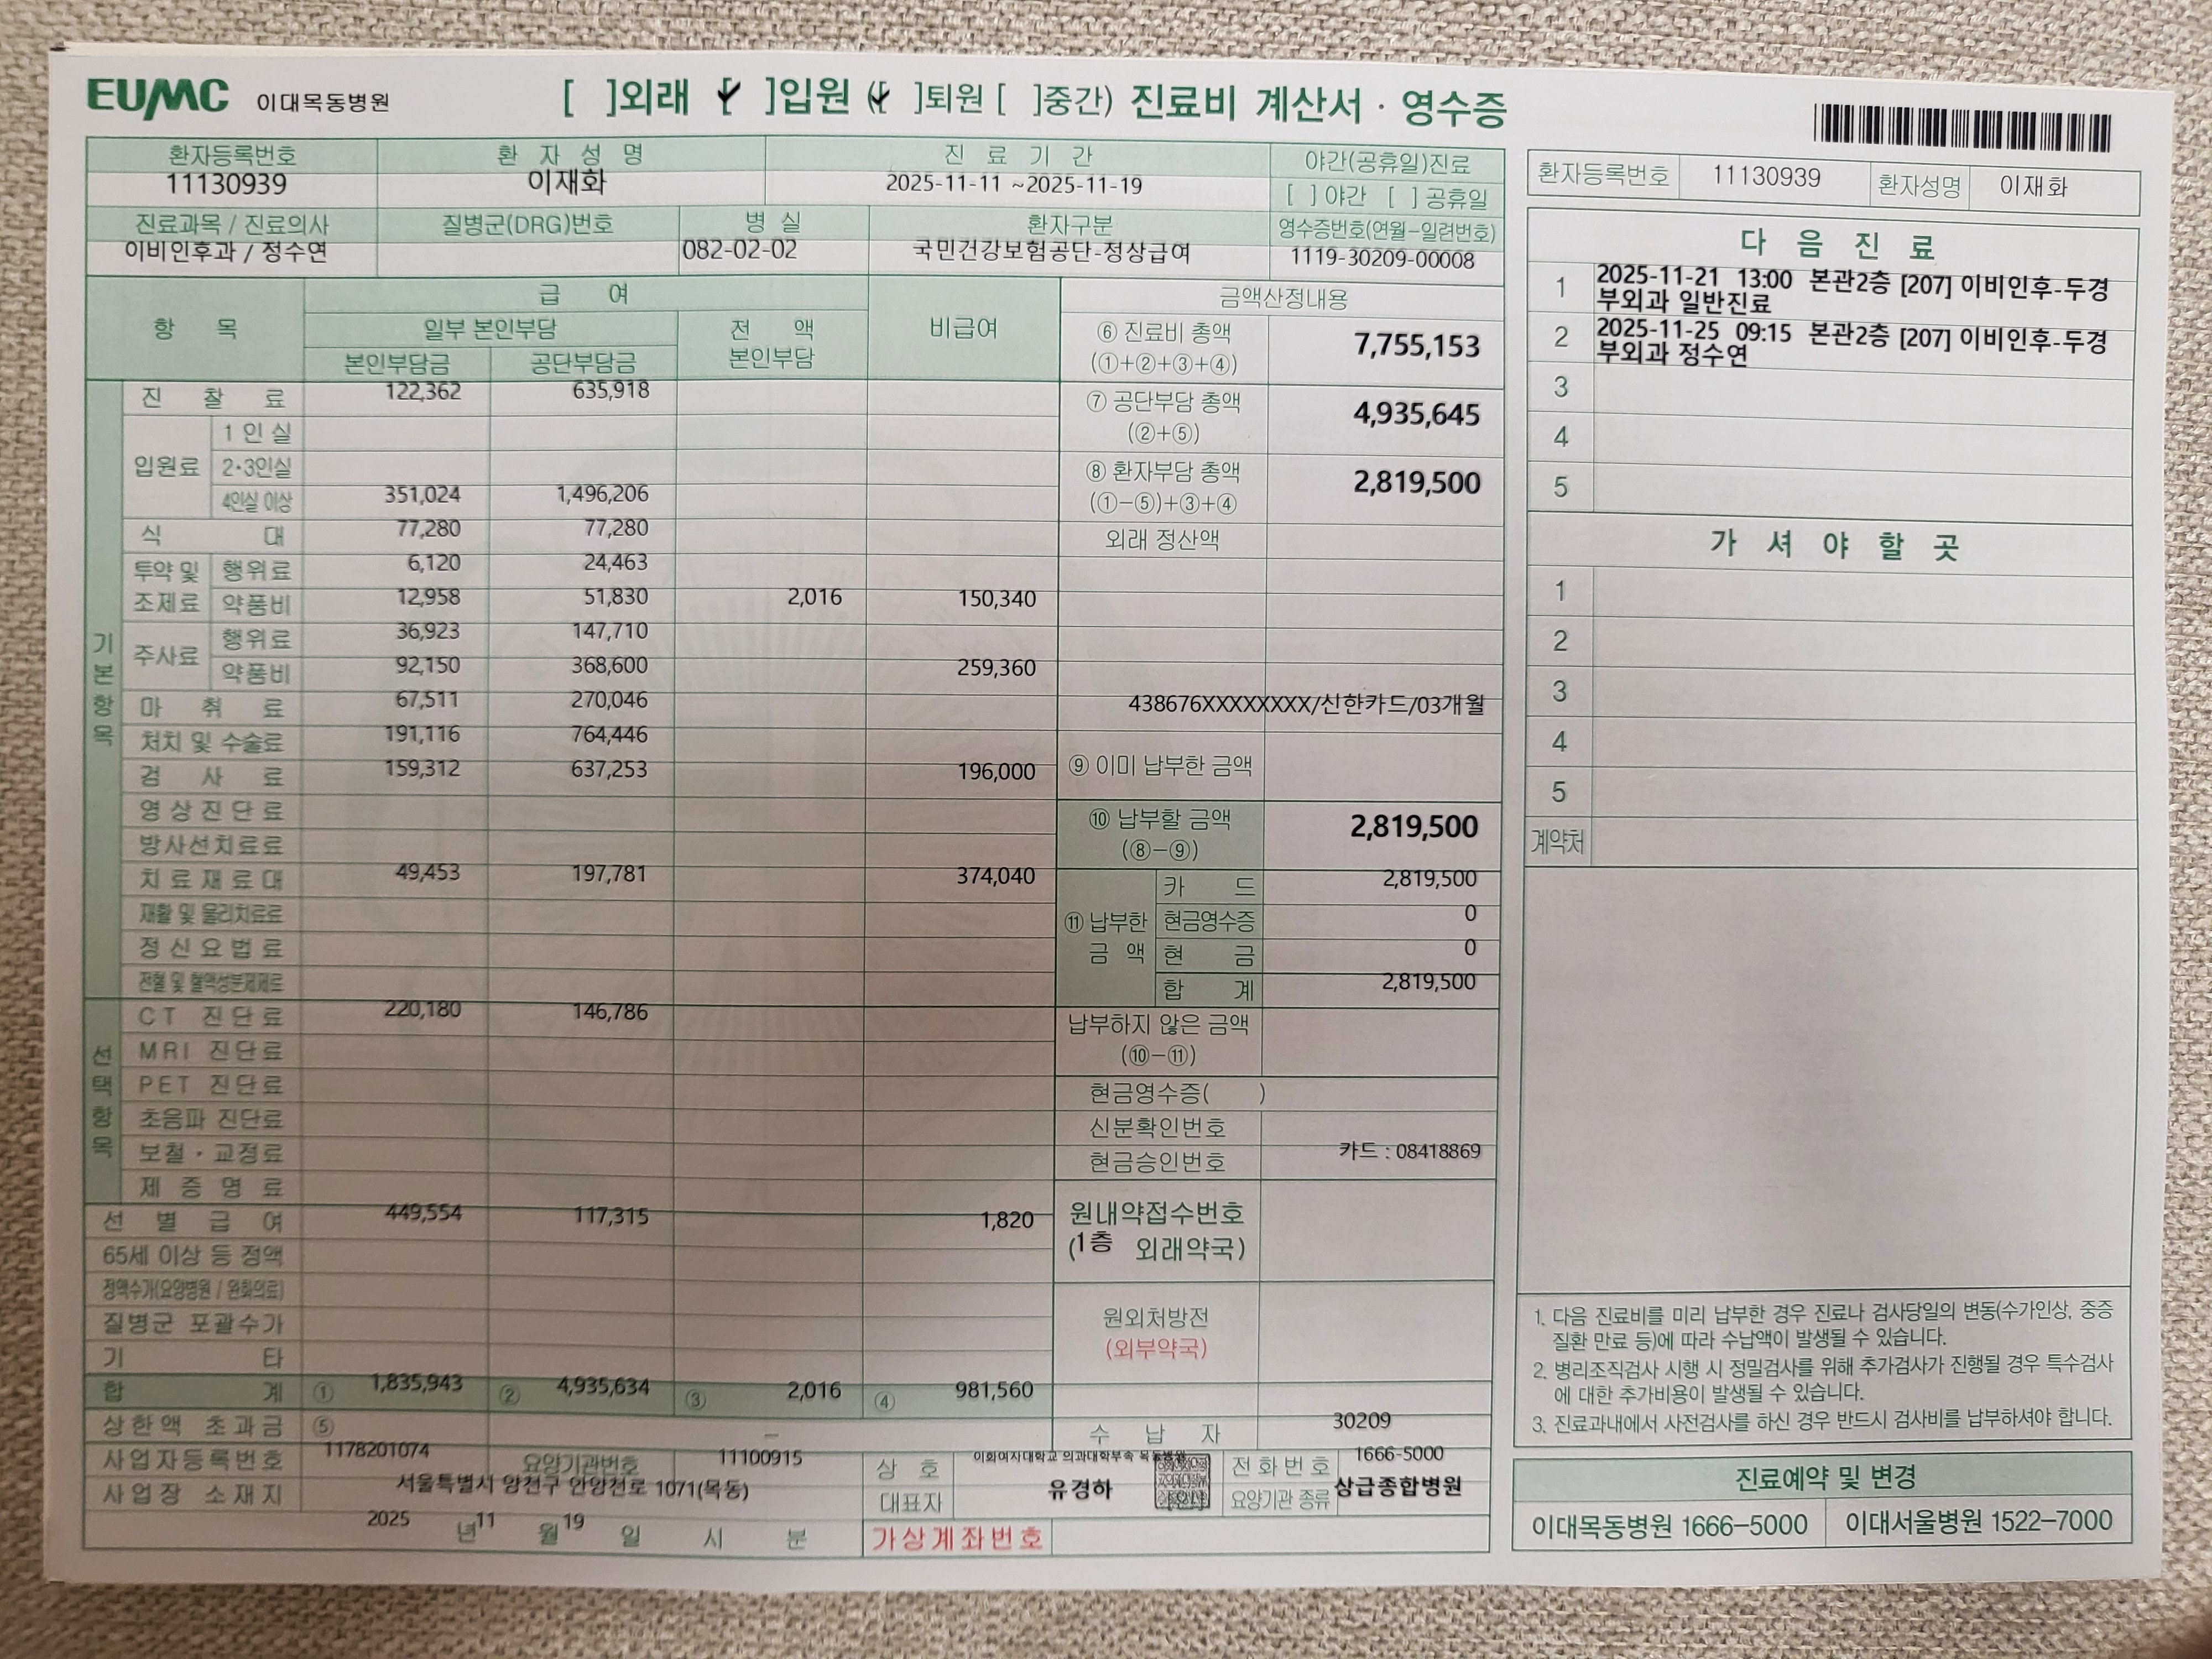 EUMC 이대목동병원
[ ]외래 [✓]입원 ([✓]퇴원 [ ]중간) 진료비 계산서 · 영수증
환자등록번호 환 자 성 명 진 료 기 간 야간(공휴일)진료
11130939 이재화 2025-11-11 ~2025-11-19 [ ] 야간 [ ] 공휴일
진료과목 / 진료의사 질병군(DRG)번호 병 실 환자구분 영수증번호(연월-일련번호)
이비인후과 / 정수연 082-02-02 국민건강보험공단-정상급여 1119-30209-00008
항 목 급 여 비급여 금액산정내용
일부 본인부담 전 액 본인부담
본인부담금 공단부담금
기본항목
진 찰 료 122,362 635,918
입원료 1 인 실
2·3인실
4인실 이상 351,024 1,496,206
식 대 77,280 77,280
투약 및 조제료 행위료 6,120 24,463
약품비 12,958 51,830 2,016 150,340
주사료 행위료 36,923 147,710
약품비 92,150 368,600 259,360
마 취 료 67,511 270,046
처치 및 수술료 191,116 764,446
검 사 료 159,312 637,253 196,000
영 상 진 단 료
방사선치료료
치 료 재 료 대 49,453 197,781 374,040
재활 및 물리치료료
정 신 요 법 료
전혈 및 혈액성분제제료
선택항목
CT 진단료 220,180 146,786
MRI 진단료
PET 진단료
초음파 진단료
보철·교정료
제 증 명 료
선 별 급 여 449,554 117,315 1,820
65세 이상 등 정액
정액수가(요양병원 / 완화의료)
질병군 포괄수가
기 타
합 계 ① 1,835,943 ② 4,935,634 ③ 2,016 ④ 981,560
상한액 초과금 ⑤ –
⑥ 진료비 총액 7,755,153
(①+②+③+④)
⑦ 공단부담 총액 4,935,645
(②+⑤)
⑧ 환자부담 총액 2,819,500
(①-⑤)+③+④
외래 정산액
438676XXXXXXXX/신한카드/03개월
⑨ 이미 납부한 금액
⑩ 납부할 금액 2,819,500
(⑧-⑨)
⑪ 납부한 금 액 카 드 2,819,500
현금영수증 0
현 금 0
합 계 2,819,500
납부하지 않은 금액
(⑩-⑪)
현금영수증( )
신분확인번호
현금승인번호 카드 : 08418869
원내약접수번호
(1층 외래약국)
원외처방전
(외부약국)
수 납 자 30209
사업자등록번호 1178201074 요양기관번호 11100915 상 호 이화여자대학교 의과대학부속 목동병원 전화번호 1666-5000
사업장 소재지 서울특별시 양천구 안양천로 1071(목동) 대표자 유경하 요양기관 종류 상급종합병원
2025 년 11 월 19 일 시 분 가상계좌번호
환자등록번호 11130939 환자성명 이재화
다 음 진 료
1 2025-11-21 13:00 본관2층 [207] 이비인후-두경
부외과 일반진료
2 2025-11-25 09:15 본관2층 [207] 이비인후-두경
부외과 정수연
3
4
5
가 셔 야 할 곳
1
2
3
4
5
계약처
1. 다음 진료비를 미리 납부한 경우 진료나 검사당일의 변동(수가인상, 중증
질환 만료 등)에 따라 수납액이 발생될 수 있습니다.
2. 병리조직검사 시행 시 정밀검사를 위해 추가검사가 진행될 경우 특수검사
에 대한 추가비용이 발생될 수 있습니다.
3. 진료과내에서 사전검사를 하신 경우 반드시 검사비를 납부하셔야 합니다.
진료예약 및 변경
이대목동병원 1666-5000 이대서울병원 1522-7000